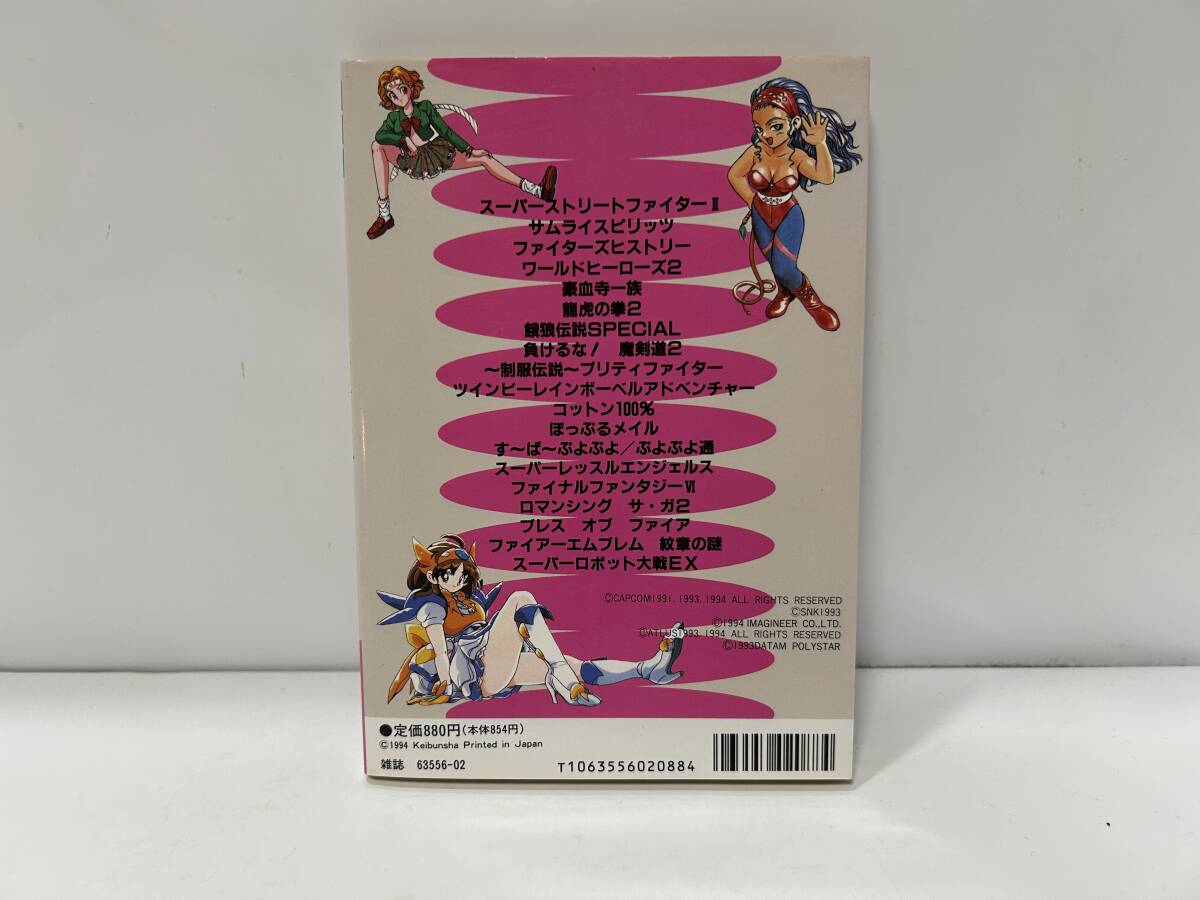 スーパーストリートファイターⅡ
サムライスピリッツ
ファイターズヒストリー
ワールドヒーローズ2
豪血寺一族
龍虎の拳2
餓狼伝説SPECIAL
負けるな！ 魔剣道2
～制服伝説～プリティファイター
ツインビーレインボーベルアドベンチャー
コットン100%
ぽっぷるメイル
す～ぱ～ぷよぷよ／ぷよぷよ通
スーパーレッスルエンジェルス
ファイナルファンタジーⅥ
ロマンシング サ・ガ2
ブレス オブ ファイア
ファイアーエムブレム 紋章の謎
スーパーロボット大戦EX
©CAPCOM1991.1993.1994 ALL RIGHTS RESERVED
©SNK1993
©1994 IMAGINEER CO.,LTD.
©ATLUS1993.1994 ALL RIGHTS RESERVED
©1993DATAM POLYSTAR
●定価880円(本体854円)
©1994 Keibunsha Printed in Japan
雑誌 63556-02
T1063556020884